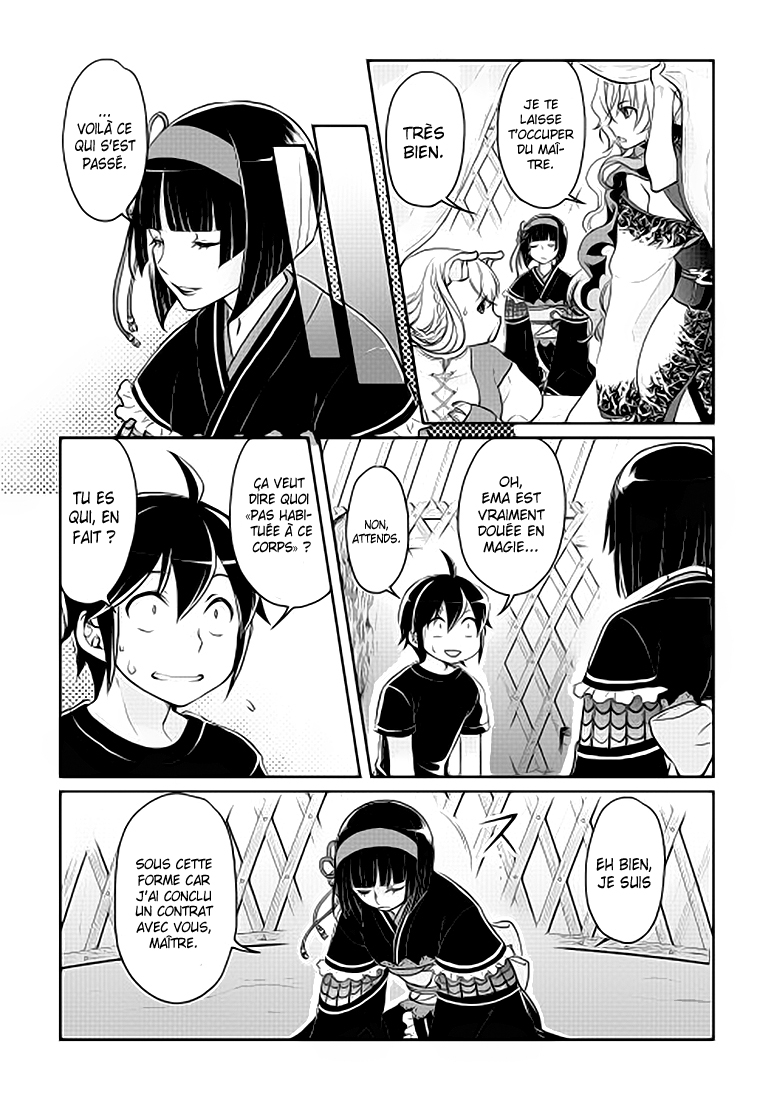 JE TE
LAISSE
T'OCCUPER
DU MAÎ-
TRE.
TRÈS
BIEN.
...
VOILÀ CE
QUI S'EST
PASSÉ.
OH,
EMA EST
VRAIMENT
DOUÉE EN
MAGIE...
NON,
ATTENDS.
ÇA VEUT
DIRE QUOI
«PAS HABI-
TUÉE À CE
CORPS» ?
TU ES
QUI, EN
FAIT ?
EH BIEN,
JE SUIS
SOUS CETTE
FORME CAR
J'AI CONCLU
UN CONTRAT
AVEC VOUS,
MAÎTRE.